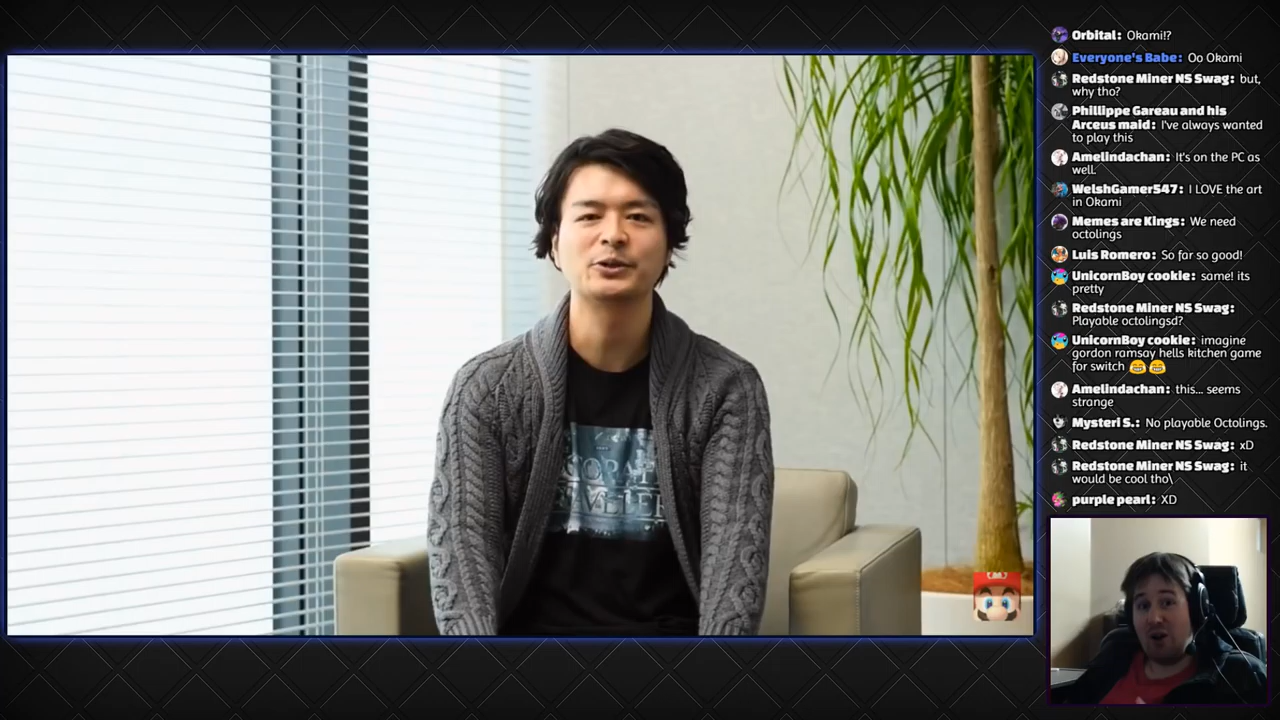 Orbital: Okami!?
Everyone's Babe: Oo Okami
Redstone Miner NS Swag: but,
why tho?
Phillippe Gareau and his
Arceus maid: I've always wanted
to play this
Amelindachan: It's on the PC as
well.
WelshGamer547: I LOVE the art
in Okami
Memes are Kings: We need
octolings
Luis Romero: So far so good!
UnicornBoy cookie: same! its
pretty
Redstone Miner NS Swag:
Playable octolingsd?
UnicornBoy cookie: imagine
gordon ramsay hells kitchen game
for switch 😂 😂
Amelindachan: this... seems
strange
Mysteri S.: No playable Octolings.
Redstone Miner NS Swag: xD
Redstone Miner NS Swag: it
would be cool tho\
purple pearl: XD